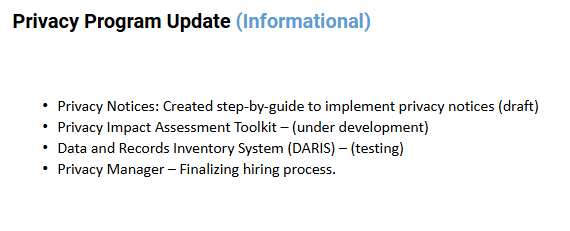 Privacy Program Update (Informational)
• Privacy Notices: Created step-by-guide to implement privacy notices (draft)
• Privacy Impact Assessment Toolkit – (under development)
• Data and Records Inventory System (DARIS) – (testing)
• Privacy Manager – Finalizing hiring process.